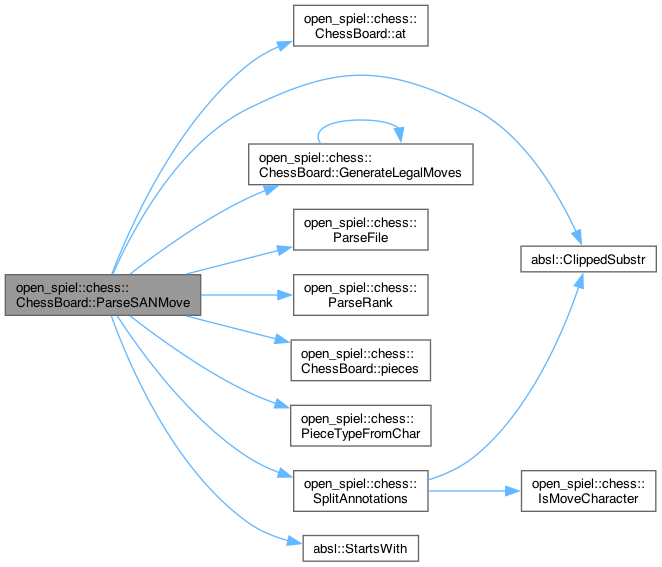 open_spiel::chess::
ChessBoard::ParseSANMove
open_spiel::chess::
ChessBoard::at
open_spiel::chess::
ChessBoard::GenerateLegalMoves
open_spiel::chess::
ParseFile
open_spiel::chess::
ParseRank
open_spiel::chess::
ChessBoard::pieces
open_spiel::chess::
PieceTypeFromChar
open_spiel::chess::
SplitAnnotations
absl::StartsWith
absl::ClippedSubstr
open_spiel::chess::
IsMoveCharacter